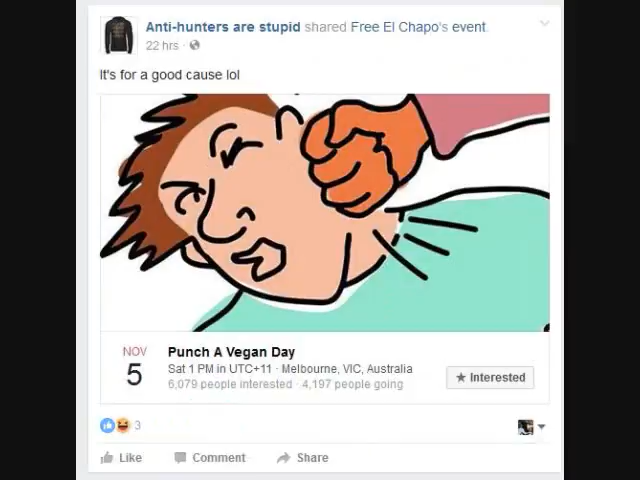 Anti-hunters are stupid shared Free El Chapo's event
22 hrs ·
It's for a good cause lol
NOV
5
Punch A Vegan Day
Sat 1 PM in UTC+11 · Melbourne, VIC, Australia
6,079 people interested · 4,197 people going
★ Interested
3
Like Comment Share